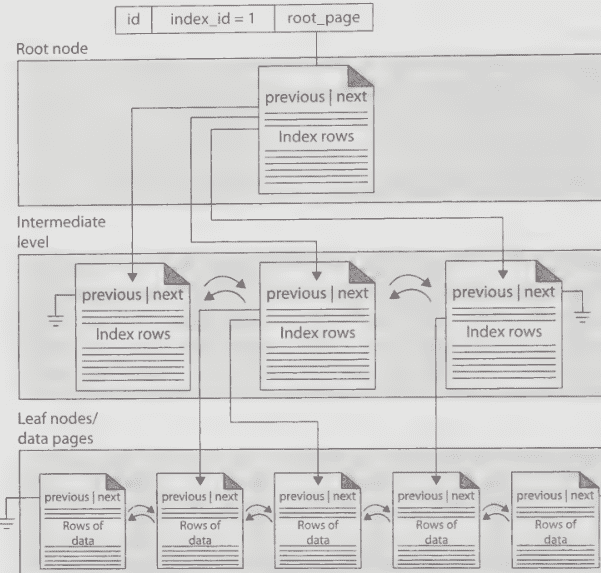 id index_id = 1 root_page
Root node
previous | next
Index rows
Intermediate
level
previous | next previous | next previous | next
Index rows Index rows Index rows
Leaf nodes/
data pages
previous | next previous | next previous | next previous | next previous | next
Rows of Rows of Rows of Rows of Rows of
data data data data data